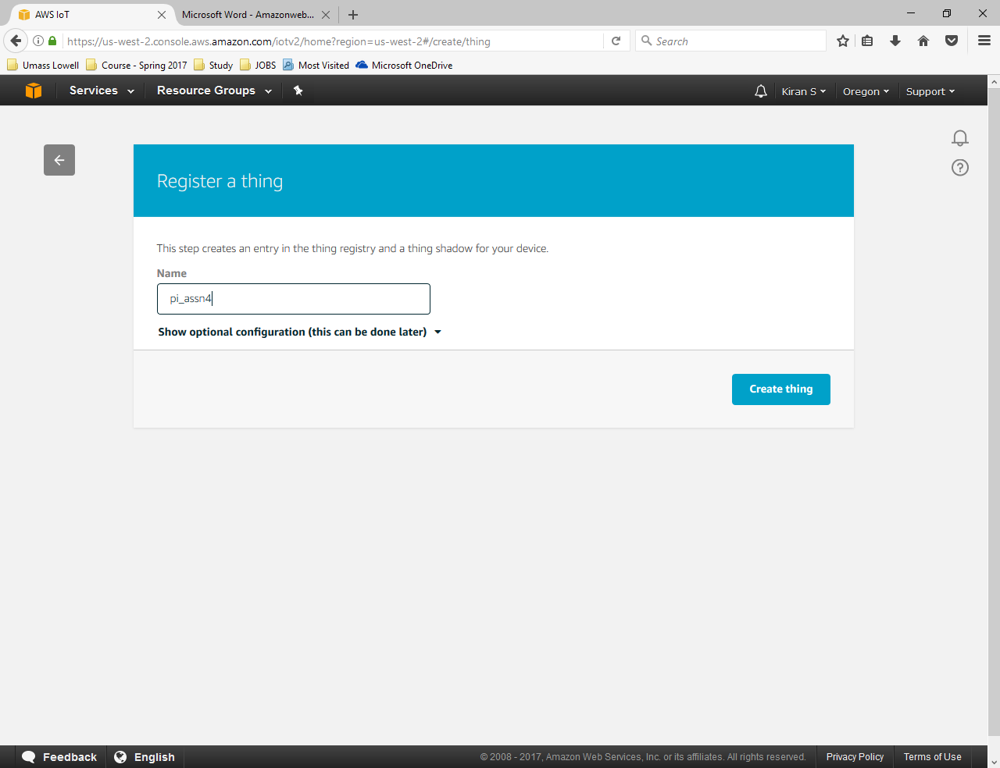 AWS IoT
Microsoft Word - Amazonweb...
https://us-west-2.console.aws.amazon.com/iotv2/home?region=us-west-2#/create/thing
Search
Umass Lowell
Course - Spring 2017
Study
JOBS
Most Visited
Microsoft OneDrive
Services
Resource Groups
Kiran S
Oregon
Support
Register a thing
This step creates an entry in the thing registry and a thing shadow for your device.
Name
pi_assn4
Show optional configuration (this can be done later)
Create thing
Feedback
English
© 2008 - 2017, Amazon Web Services, Inc. or its affiliates. All rights reserved.
Privacy Policy
Terms of Use